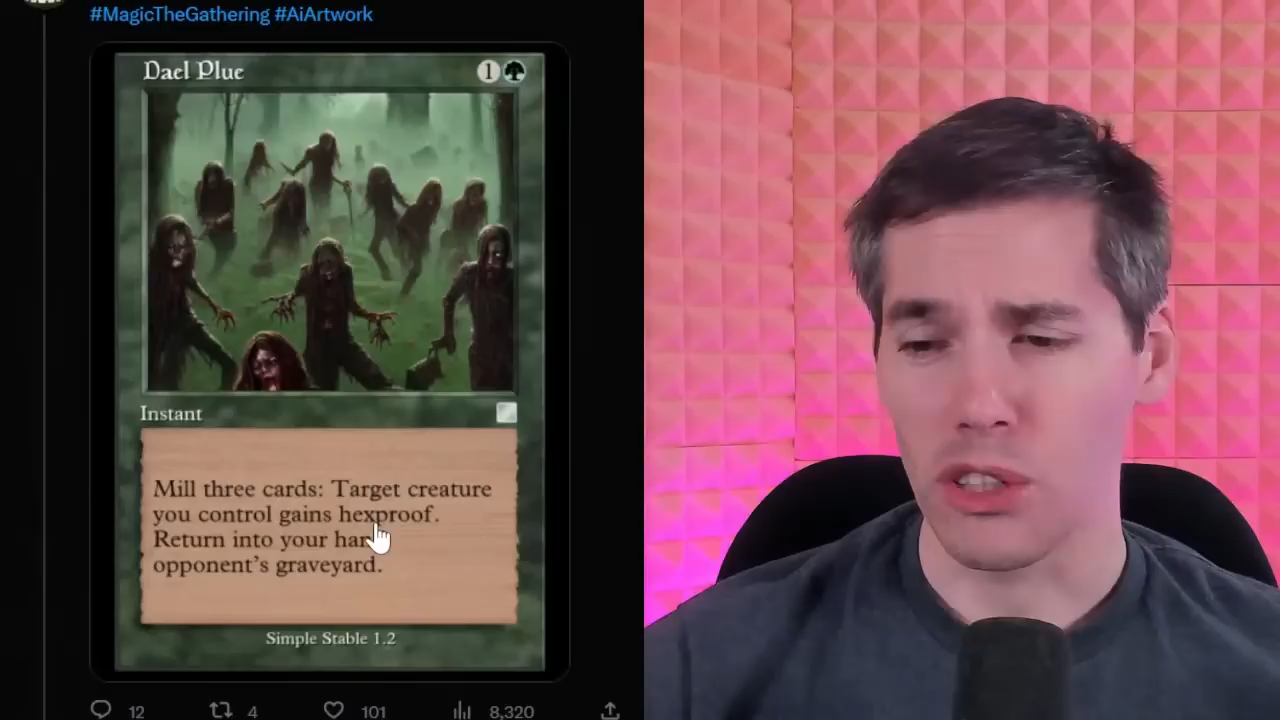 #MagicTheGathering #AiArtwork
Dael Plue 1
Instant
Mill three cards: Target creature
you control gains hexproof.
Return into your
opponent's graveyard.
Simple Stable 1.2
12 4 101 8,320